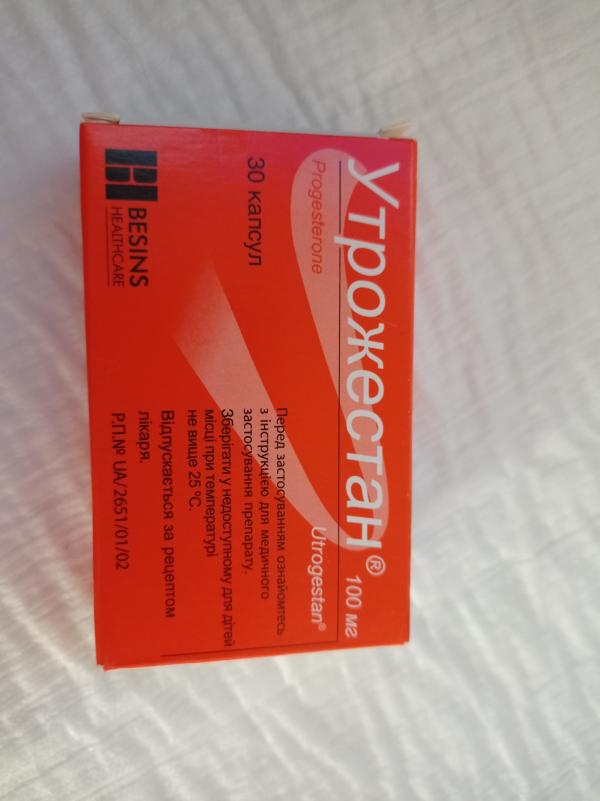 Утрожестан® 100 мг
Progesterone
Utrogestan®
30 капсул
Перед застосуванням ознайомтесь
з інструкцією для медичного
застосування препарату.
Зберігати у недоступному для дітей
місці при температурі
не вище 25 °C.
Відпускається за рецептом
лікаря.
Р.П.№ UA/2651/01/02
BESINS
HEALTHCARE